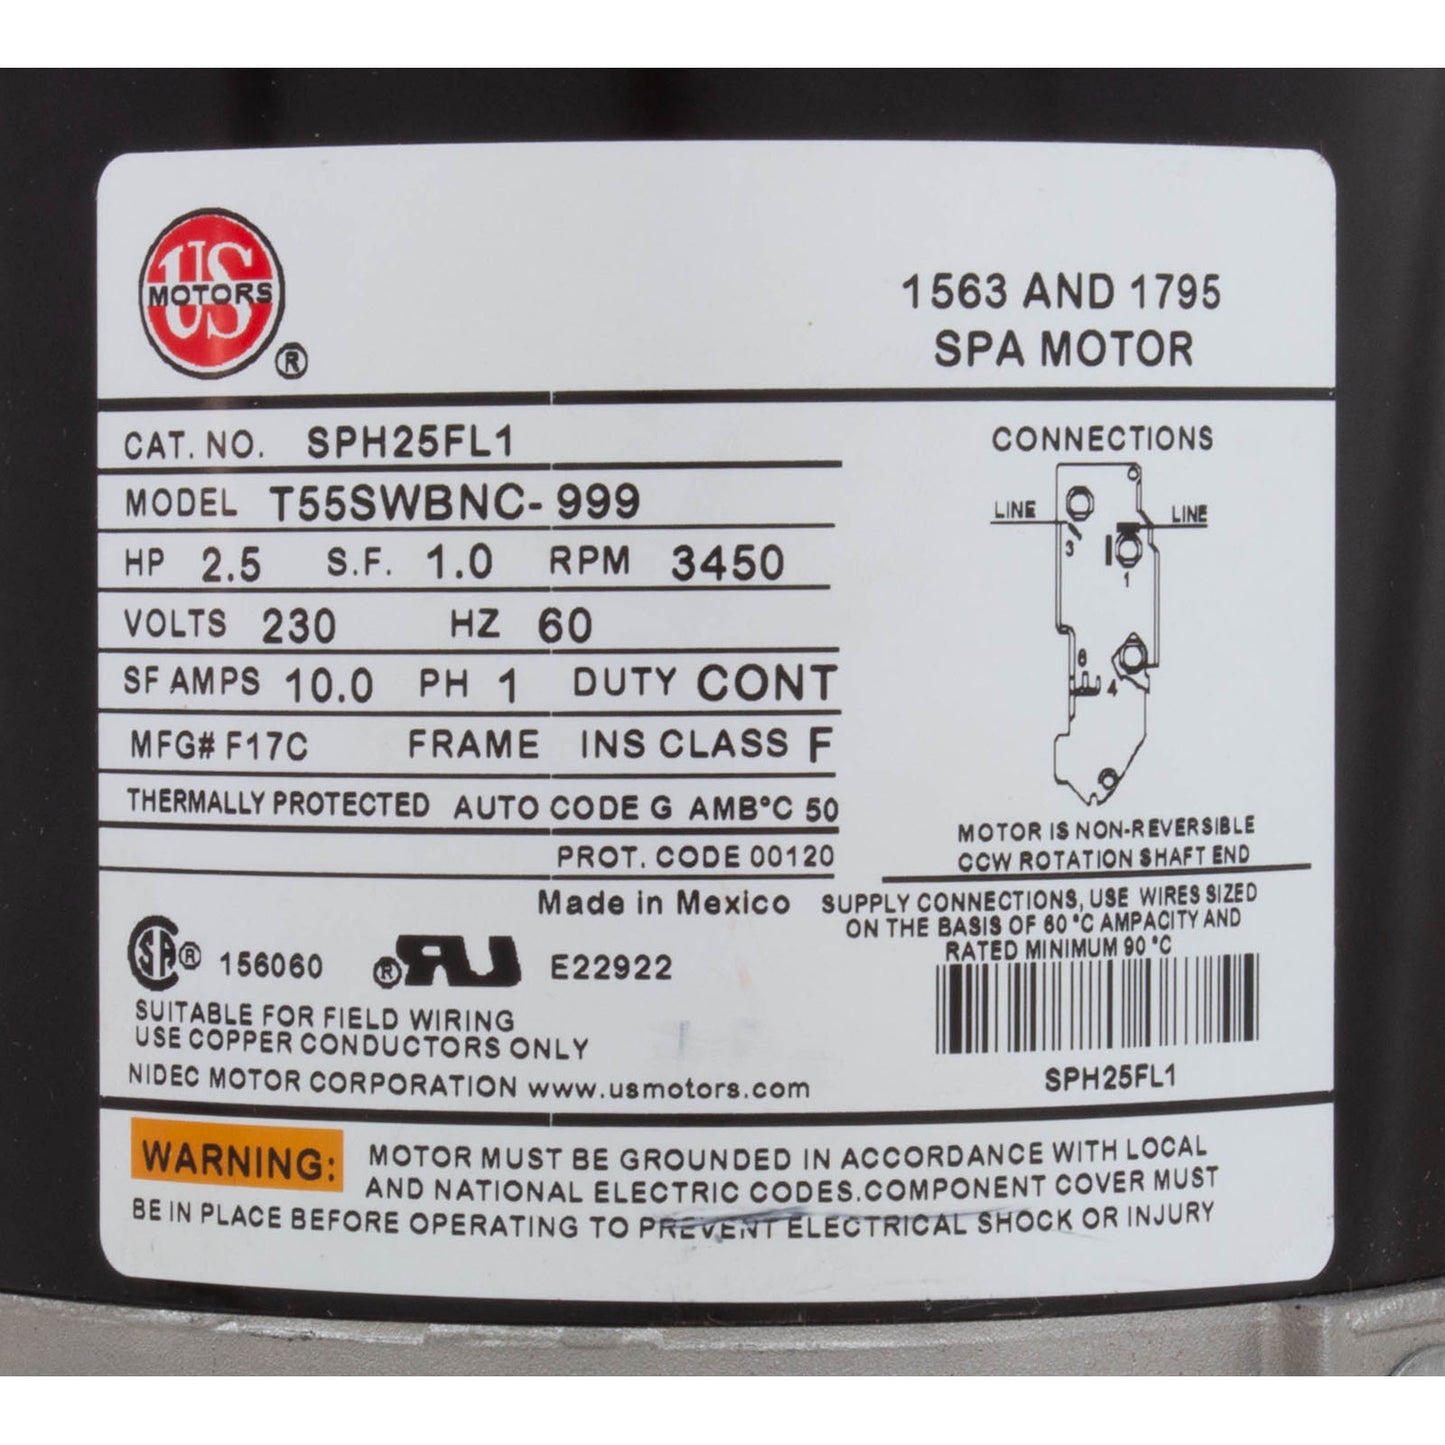 US
MOTORS
®
1563 AND 1795
SPA MOTOR
CAT. NO. SPH25FL1
MODEL T55SWBNC-999
HP 2.5 S.F. 1.0 RPM 3450
VOLTS 230 HZ 60
SF AMPS 10.0 PH 1 DUTY CONT
MFG# F17C FRAME INS CLASS F
THERMALLY PROTECTED AUTO CODE G AMB°C 50
PROT. CODE 00120
CONNECTIONS
LINE LINE
3
1
6
4
MOTOR IS NON-REVERSIBLE
CCW ROTATION SHAFT END
Made in Mexico
SUPPLY CONNECTIONS, USE WIRES SIZED
ON THE BASIS OF 60 °C AMPACITY AND
RATED MINIMUM 90 °C
SA ® 156060 ® RU E22922
SUITABLE FOR FIELD WIRING
USE COPPER CONDUCTORS ONLY
NIDEC MOTOR CORPORATION www.usmotors.com
SPH25FL1
WARNING: MOTOR MUST BE GROUNDED IN ACCORDANCE WITH LOCAL
AND NATIONAL ELECTRIC CODES.COMPONENT COVER MUST
BE IN PLACE BEFORE OPERATING TO PREVENT ELECTRICAL SHOCK OR INJURY